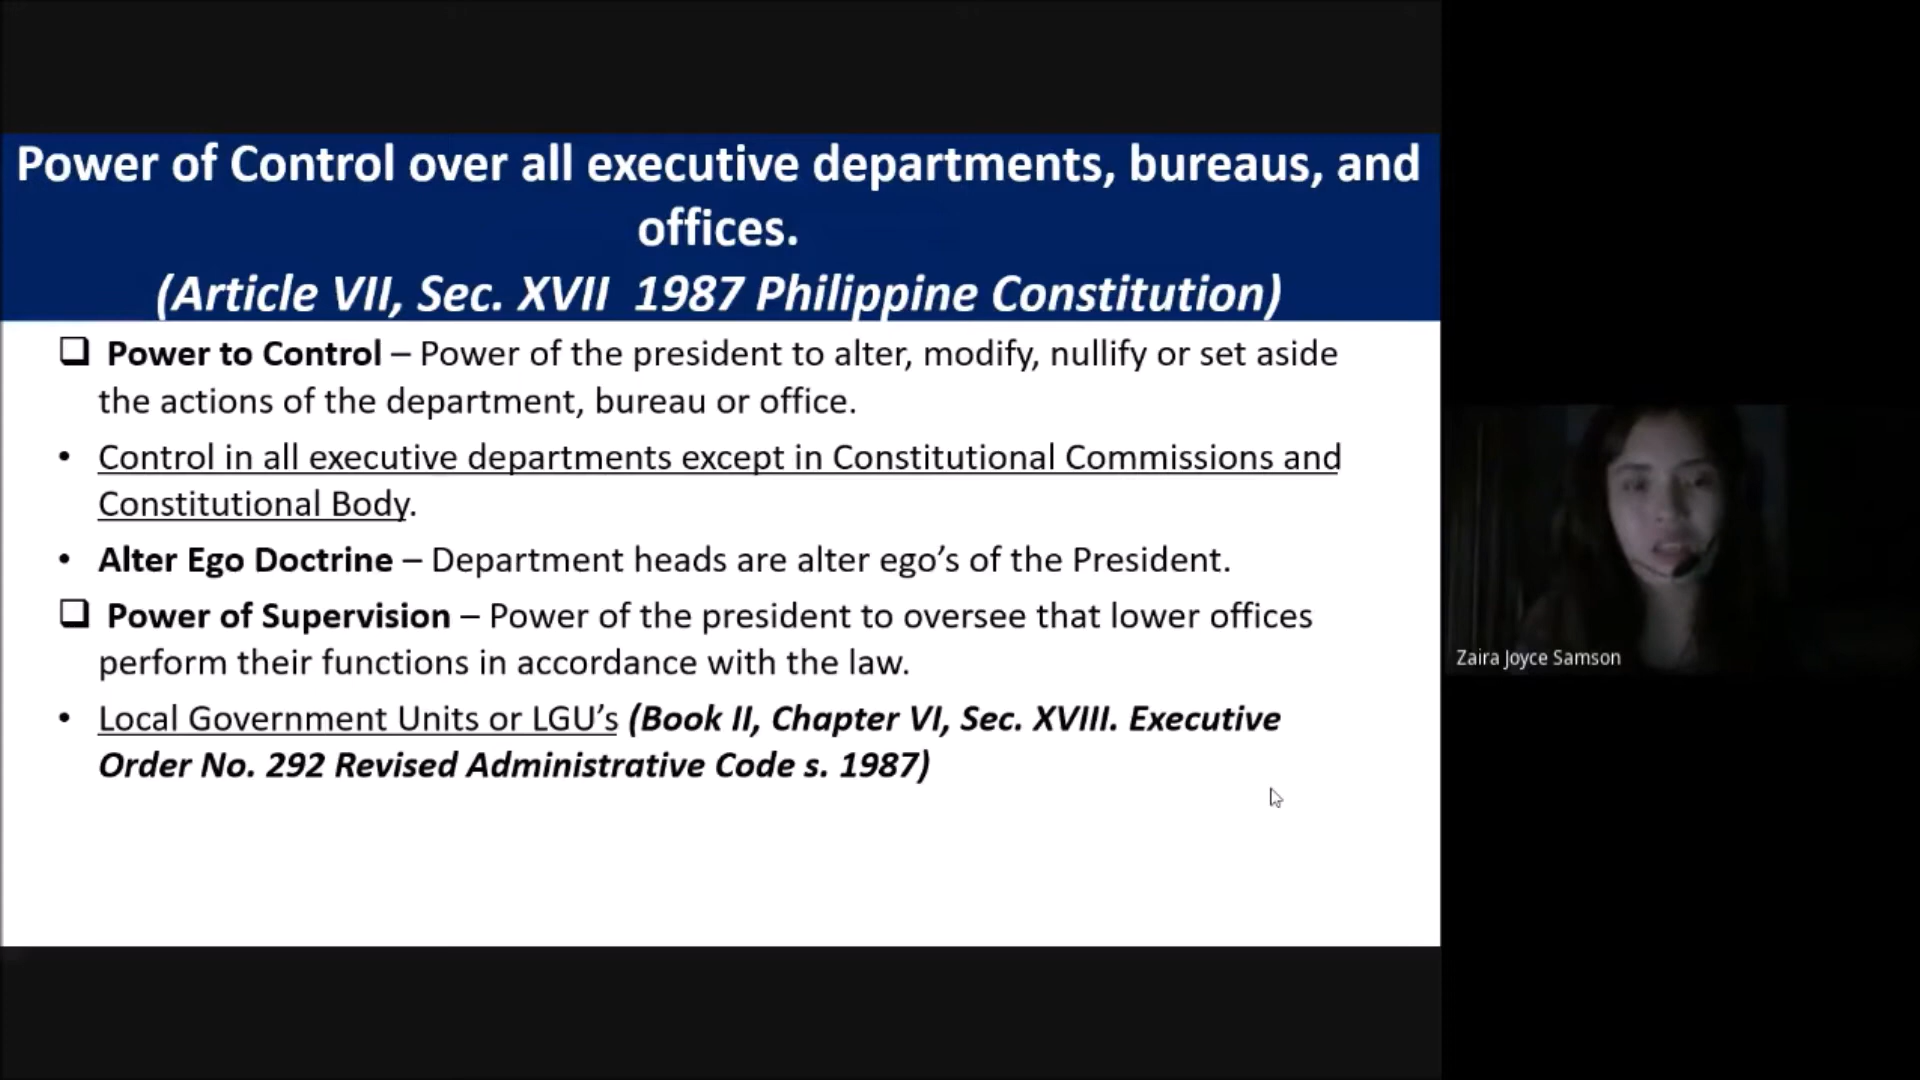 Power of Control over all executive departments, bureaus, and
offices.
(Article VII, Sec. XVII 1987 Philippine Constitution)
❑ Power to Control – Power of the president to alter, modify, nullify or set aside
the actions of the department, bureau or office.
• Control in all executive departments except in Constitutional Commissions and
Constitutional Body.
• Alter Ego Doctrine – Department heads are alter ego’s of the President.
❑ Power of Supervision – Power of the president to oversee that lower offices
perform their functions in accordance with the law.
• Local Government Units or LGU’s (Book II, Chapter VI, Sec. XVIII. Executive
Order No. 292 Revised Administrative Code s. 1987)
Zaira Joyce Samson